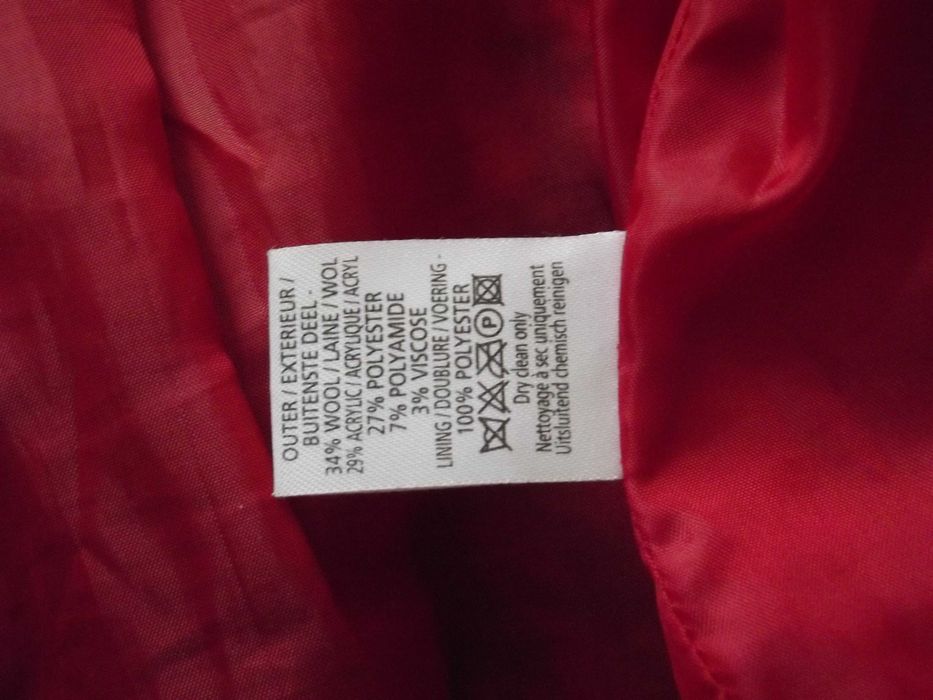 OUTER / EXTERIEUR /
BUITENSTE DEEL -
34% WOOL / LAINE / WOL
29% ACRYLIC / ACRYLIQUE / ACRYL
27% POLYESTER
7% POLYAMIDE
3% VISCOSE
LINING / DOUBLURE / VOERING -
100% POLYESTER
P
Dry clean only
Nettoyage à sec uniquement
Uitsluitend chemisch reinigen